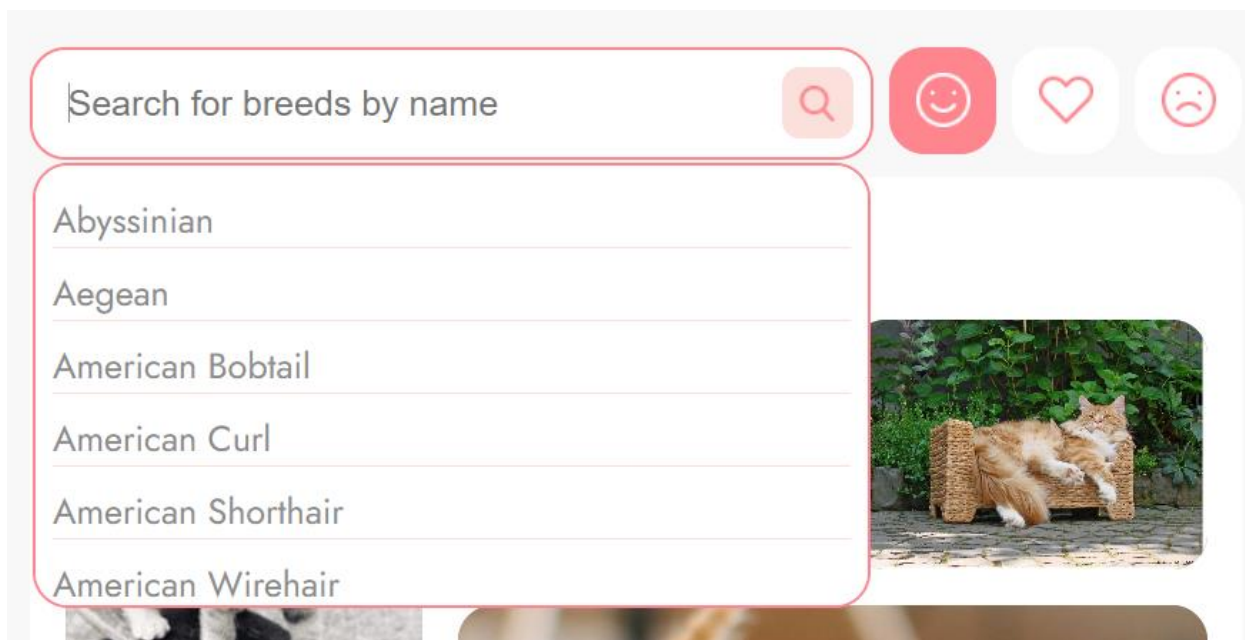 Search for breeds by name
Abyssinian
Aegean
American Bobtail
American Curl
American Shorthair
American Wirehair